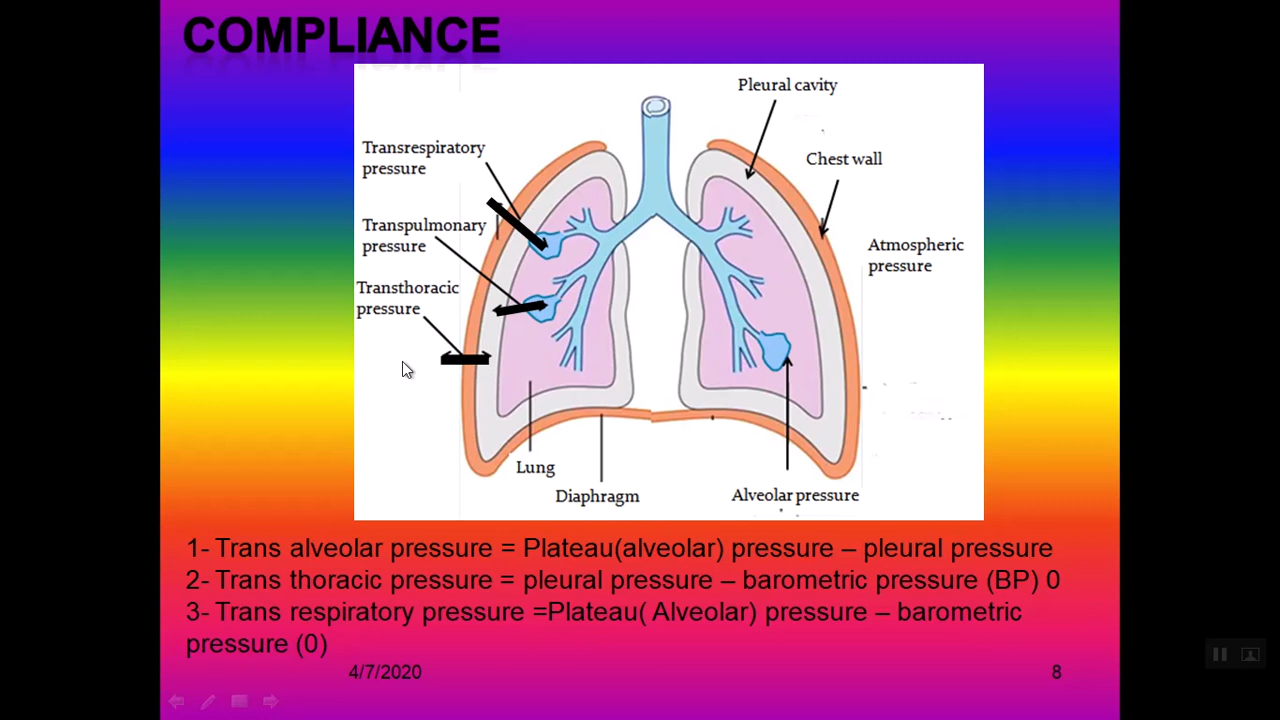 COMPLIANCE
Pleural cavity
Transrespiratory
pressure
Chest wall
Transpulmonary
pressure
Atmospheric
pressure
Transthoracic
pressure
Lung
Diaphragm
Alveolar pressure
1- Trans alveolar pressure = Plateau(alveolar) pressure – pleural pressure
2- Trans thoracic pressure = pleural pressure – barometric pressure (BP) 0
3- Trans respiratory pressure =Plateau( Alveolar) pressure – barometric
pressure (0)
4/7/2020
8